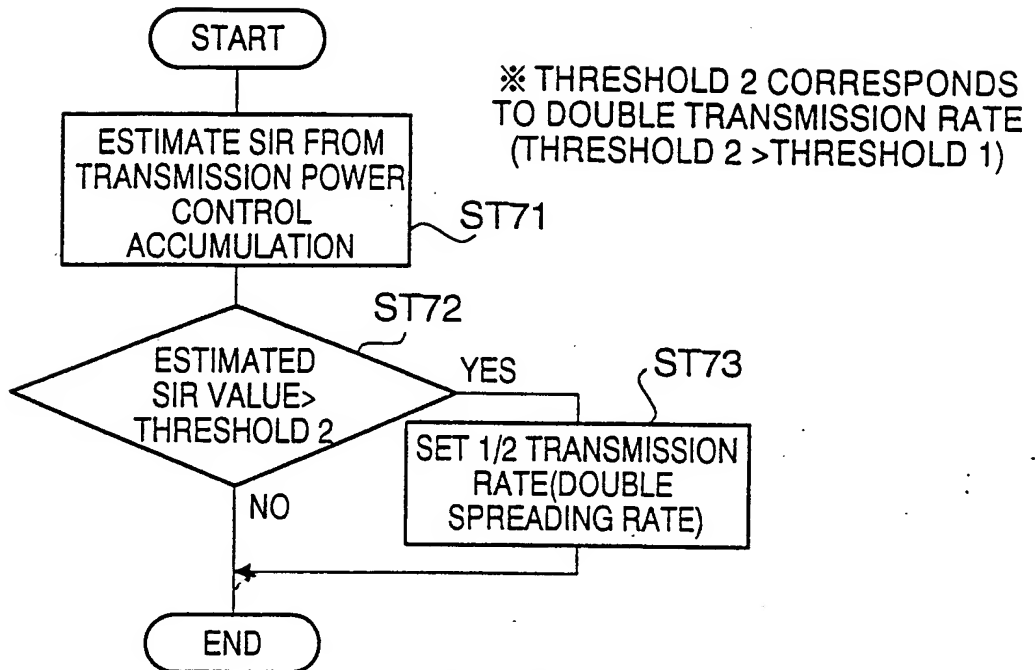 START
※ THRESHOLD 2 CORRESPONDS
TO DOUBLE TRANSMISSION RATE
(THRESHOLD 2 >THRESHOLD 1)
ESTIMATE SIR FROM
TRANSMISSION POWER
CONTROL
ACCUMULATION
ST71
ST72
ESTIMATED
SIR VALUE>
THRESHOLD 2
YES
ST73
SET 1/2 TRANSMISSION
RATE(DOUBLE
SPREADING RATE)
NO
END